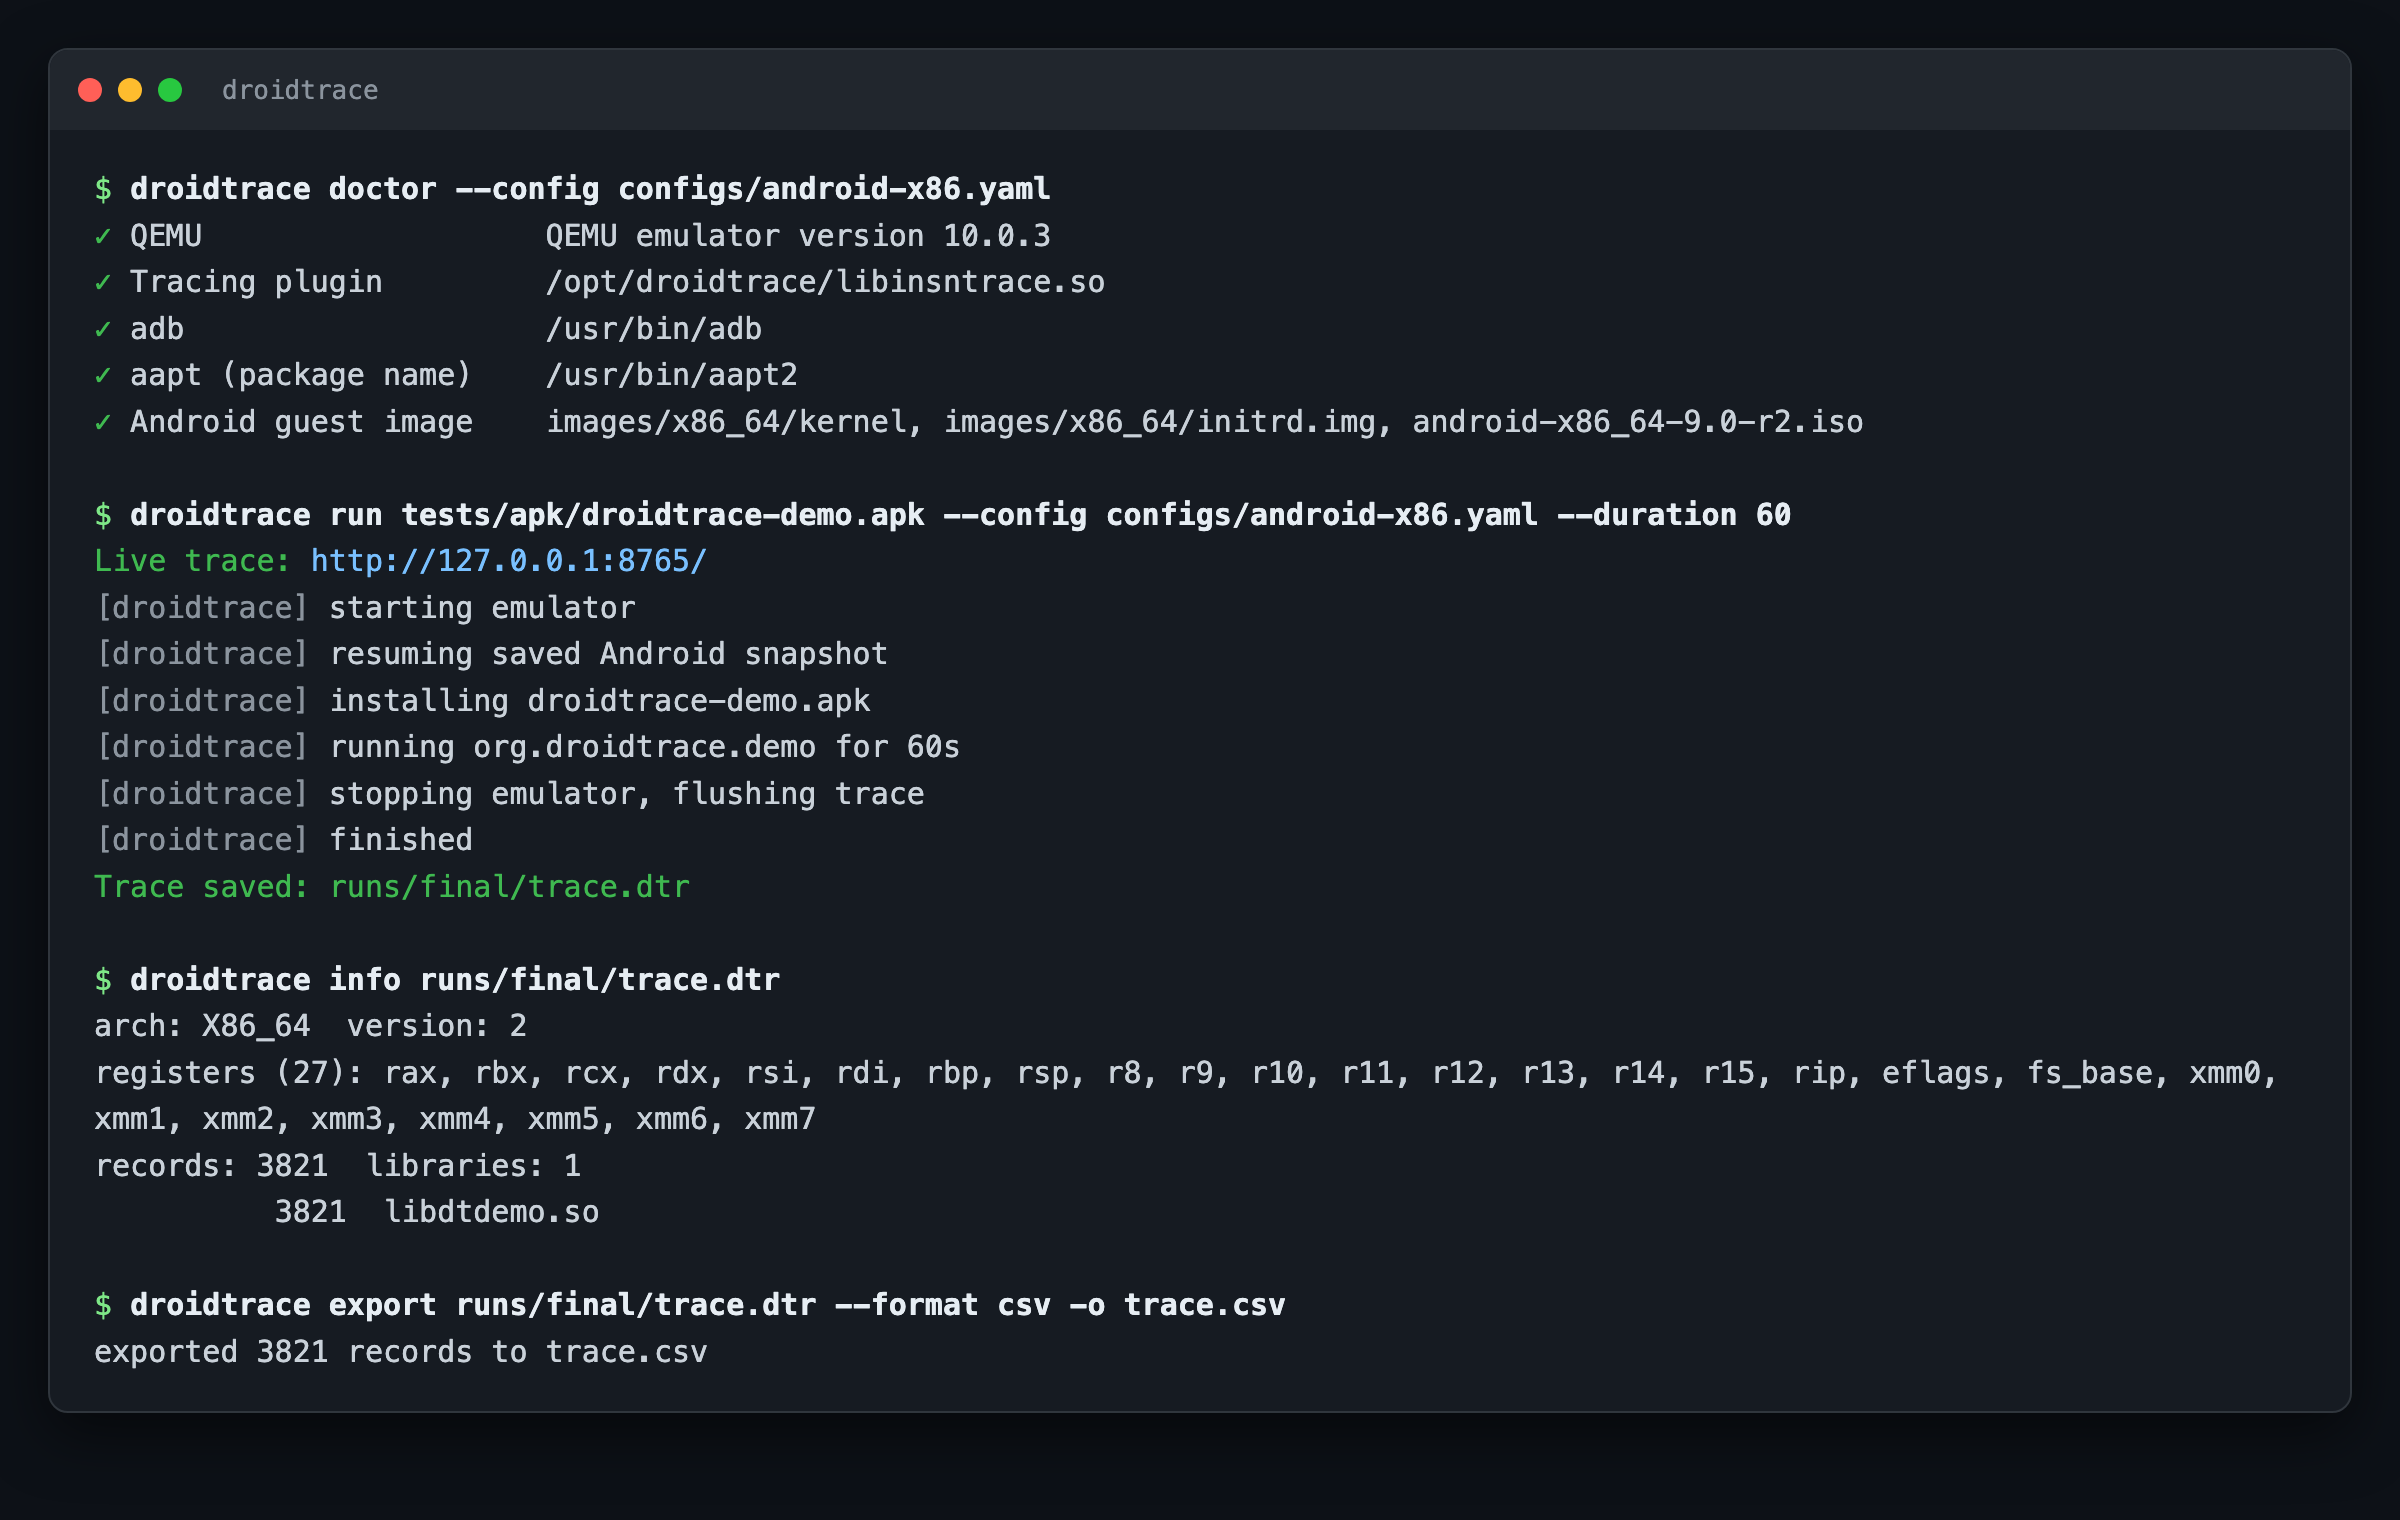 droidtrace
$ droidtrace doctor --config configs/android-x86.yaml
✓ QEMU                   QEMU emulator version 10.0.3
✓ Tracing plugin         /opt/droidtrace/libinsntrace.so
✓ adb                    /usr/bin/adb
✓ aapt (package name)    /usr/bin/aapt2
✓ Android guest image    images/x86_64/kernel, images/x86_64/initrd.img, android-x86_64-9.0-r2.iso
$ droidtrace run tests/apk/droidtrace-demo.apk --config configs/android-x86.yaml --duration 60
Live trace: http://127.0.0.1:8765/
[droidtrace] starting emulator
[droidtrace] resuming saved Android snapshot
[droidtrace] installing droidtrace-demo.apk
[droidtrace] running org.droidtrace.demo for 60s
[droidtrace] stopping emulator, flushing trace
[droidtrace] finished
Trace saved: runs/final/trace.dtr
$ droidtrace info runs/final/trace.dtr
arch: X86_64  version: 2
registers (27): rax, rbx, rcx, rdx, rsi, rdi, rbp, rsp, r8, r9, r10, r11, r12, r13, r14, r15, rip, eflags, fs_base, xmm0,
xmm1, xmm2, xmm3, xmm4, xmm5, xmm6, xmm7
records: 3821  libraries: 1
          3821  libdtdemo.so
$ droidtrace export runs/final/trace.dtr --format csv -o trace.csv
exported 3821 records to trace.csv